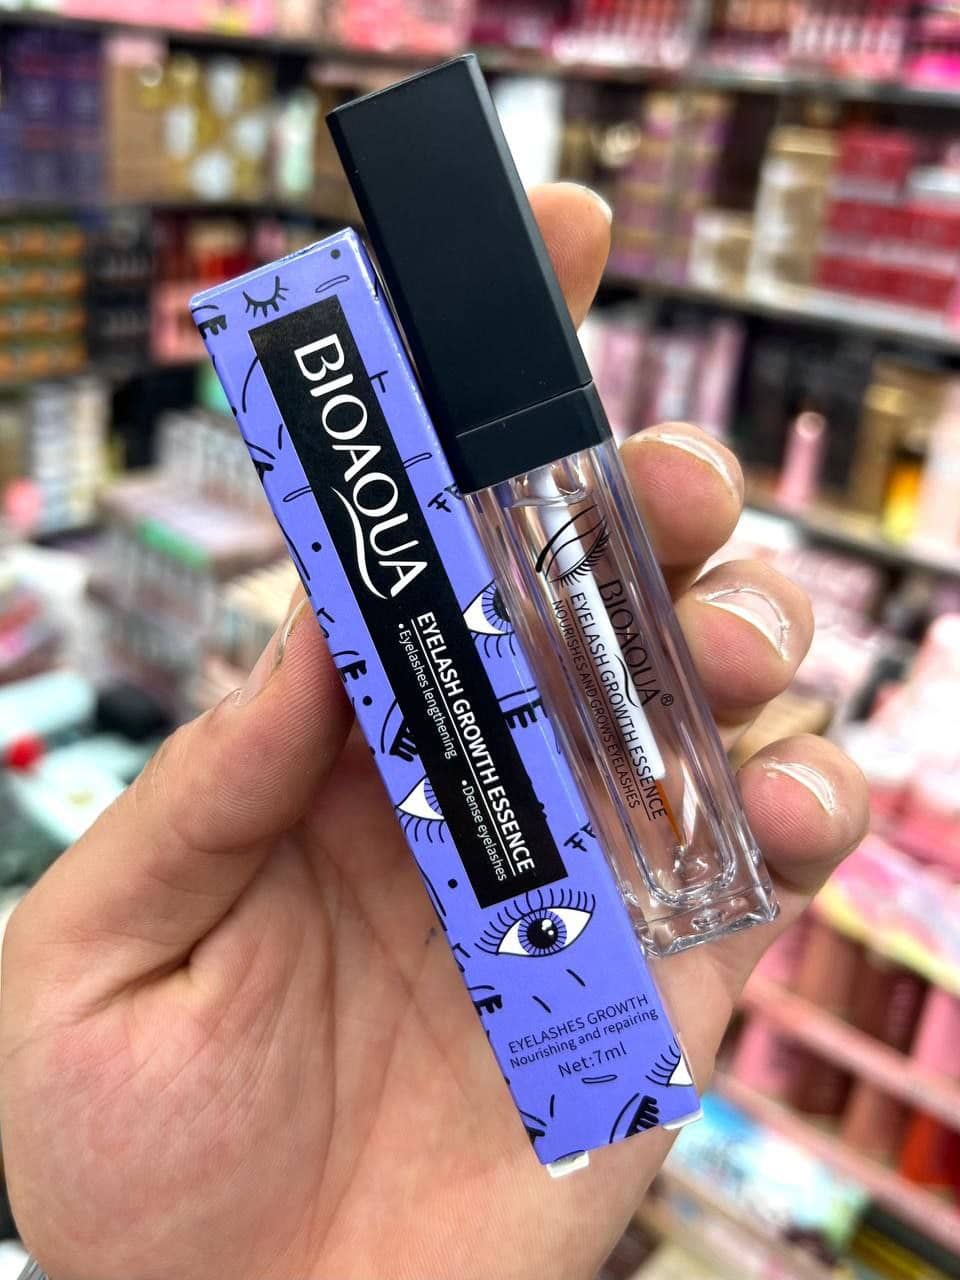 BIOAQUA
EYELASH GROWTH ESSENCE
• Eyelashes lengthening
• Dense eyelashes
EYELASHES GROWTH
Nourishing and repairing
Net:7ml
BIOAQUA®
EYELASH GROWTH ESSENCE
NOURISHES AND GROWS EYELASHES